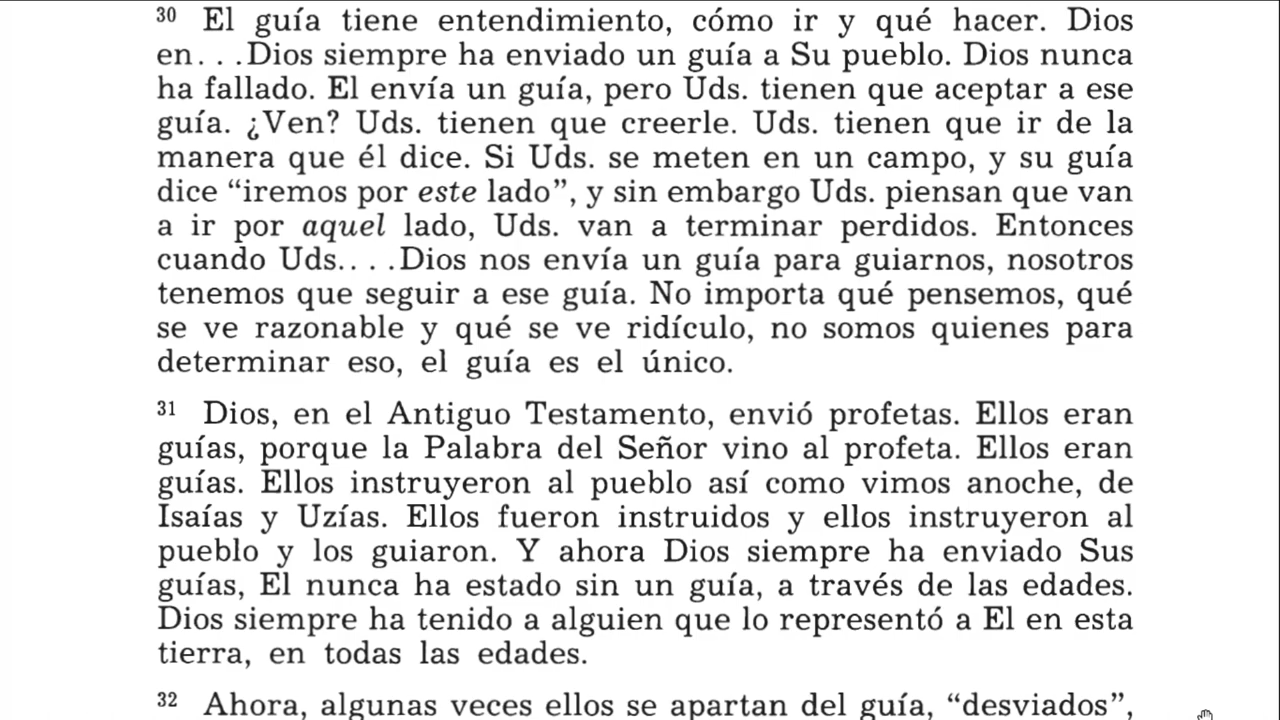 30 El guía tiene entendimiento, cómo ir y qué hacer. Dios
en. . .Dios siempre ha enviado un guía a Su pueblo. Dios nunca
ha fallado. El envía un guía, pero Uds. tienen que aceptar a ese
guía. ¿Ven? Uds. tienen que creerle. Uds. tienen que ir de la
manera que él dice. Si Uds. se meten en un campo, y su guía
dice “iremos por este lado”, y sin embargo Uds. piensan que van
a ir por aquel lado, Uds. van a terminar perdidos. Entonces
cuando Uds.. . .Dios nos envía un guía para guiarnos, nosotros
tenemos que seguir a ese guía. No importa qué pensemos, qué
se ve razonable y qué se ve ridículo, no somos quienes para
determinar eso, el guía es el único.
31 Dios, en el Antiguo Testamento, envió profetas. Ellos eran
guías, porque la Palabra del Señor vino al profeta. Ellos eran
guías. Ellos instruyeron al pueblo así como vimos anoche, de
Isaías y Uzías. Ellos fueron instruidos y ellos instruyeron al
pueblo y los guiaron. Y ahora Dios siempre ha enviado Sus
guías, El nunca ha estado sin un guía, a través de las edades.
Dios siempre ha tenido a alguien que lo representó a El en esta
tierra, en todas las edades.
32 Ahora, algunas veces ellos se apartan del guía, “desviados”,